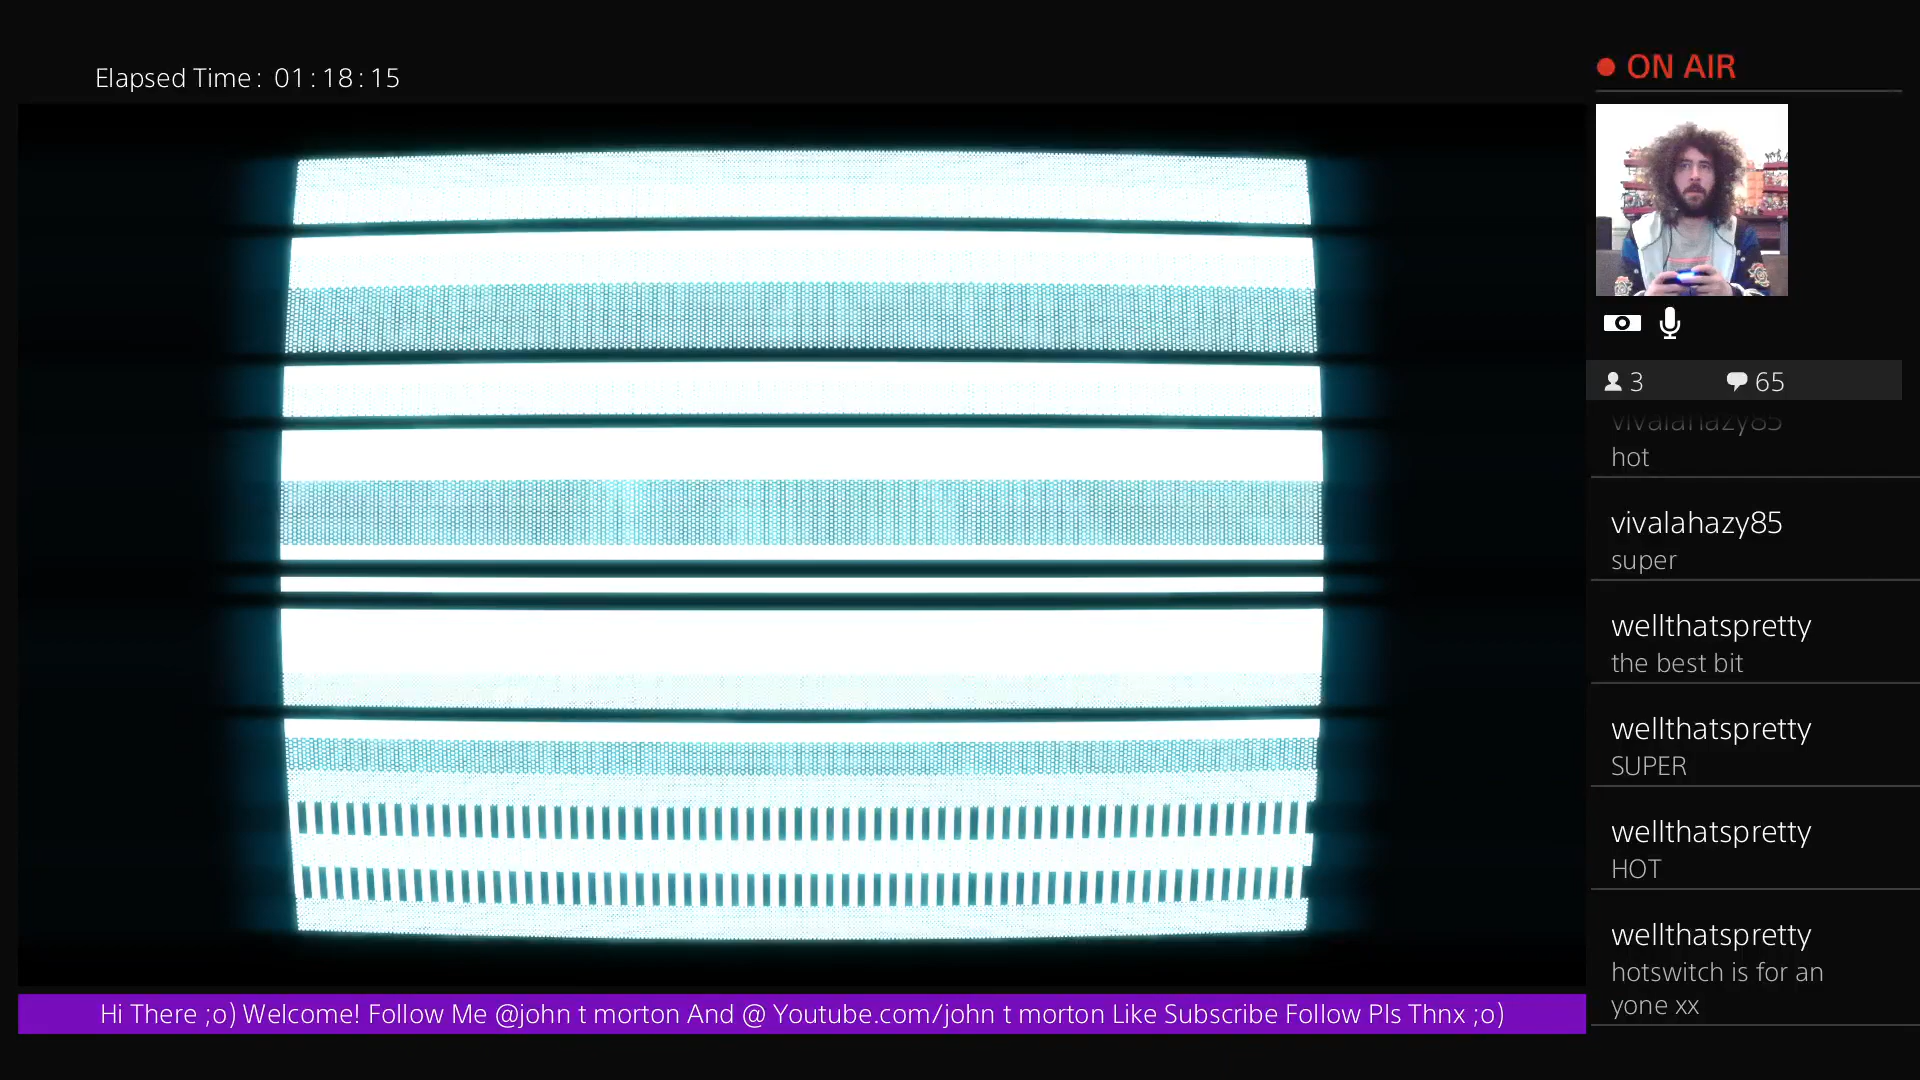 Elapsed Time: 01:18:15
ON AIR
3 65
vivalahazy85
hot
vivalahazy85
super
wellthatspretty
the best bit
wellthatspretty
SUPER
wellthatspretty
HOT
wellthatspretty
hotswitch is for an
yone xx
Hi There ;o) Welcome! Follow Me @john t morton And @ Youtube.com/john t morton Like Subscribe Follow Pls Thnx ;o)